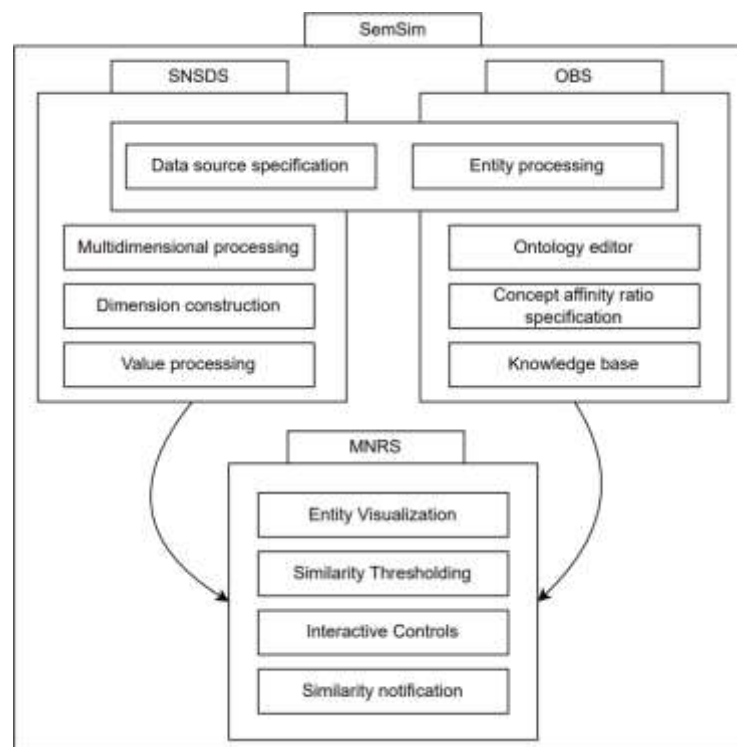 SemSim
SNSDS
OBS
Data source specification
Entity processing
Multidimensional processing
Ontology editor
Dimension construction
Concept affinity ratio
specification
Value processing
Knowledge base
MNRS
Entity Visualization
Similarity Thresholding
Interactive Controls
Similarity notification